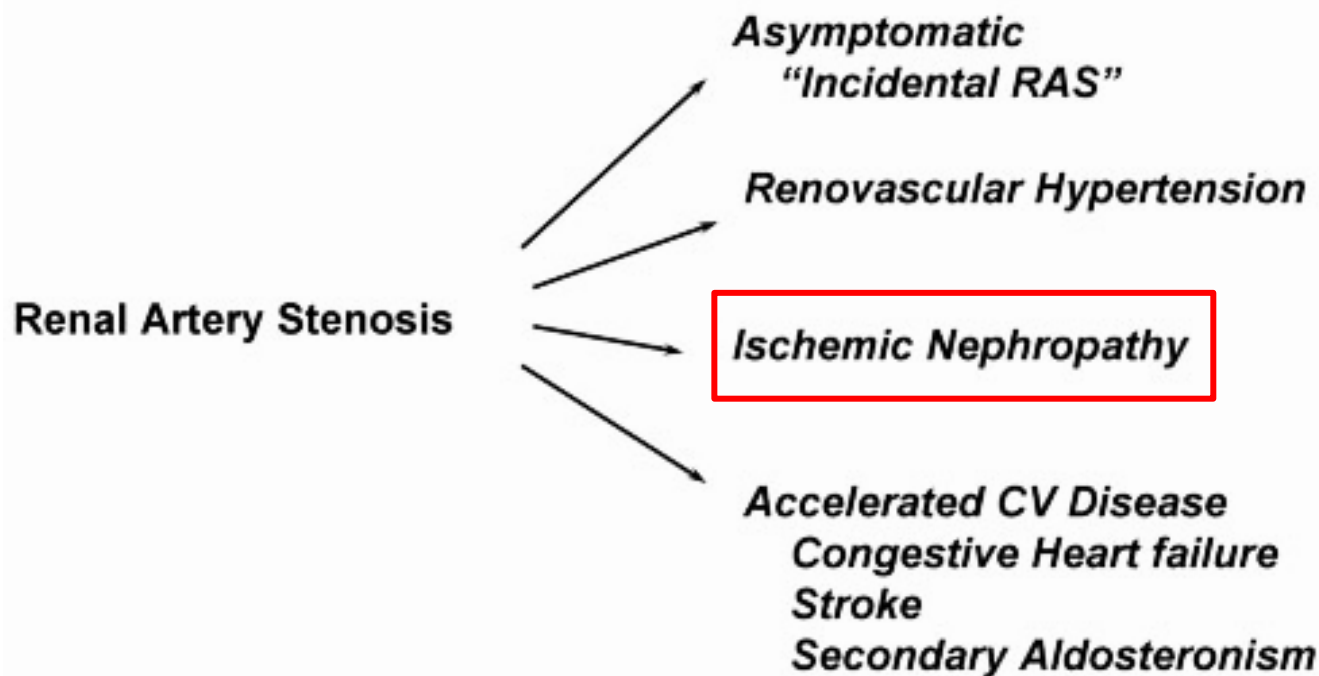 Asymptomatic
“Incidental RAS”
Renovascular Hypertension
Renal Artery Stenosis
Ischemic Nephropathy
Accelerated CV Disease
Congestive Heart failure
Stroke
Secondary Aldosteronism